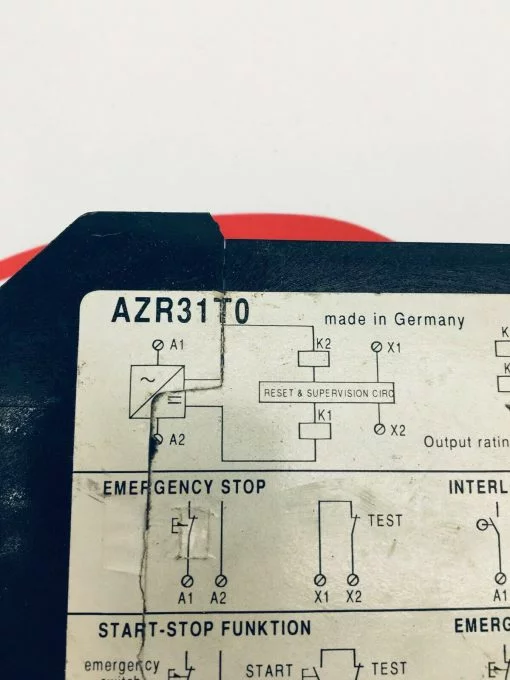 AZR31T0
made in Germany
A1
K2
X1
K
RESET & SUPERVISION CIRC
K
K1
A2
X2
Output ratin
EMERGENCY STOP
INTERL
TEST
A1 A2 X1 X2 A1
START-STOP FUNKTION
EMERG
emergency
START
TEST
switch